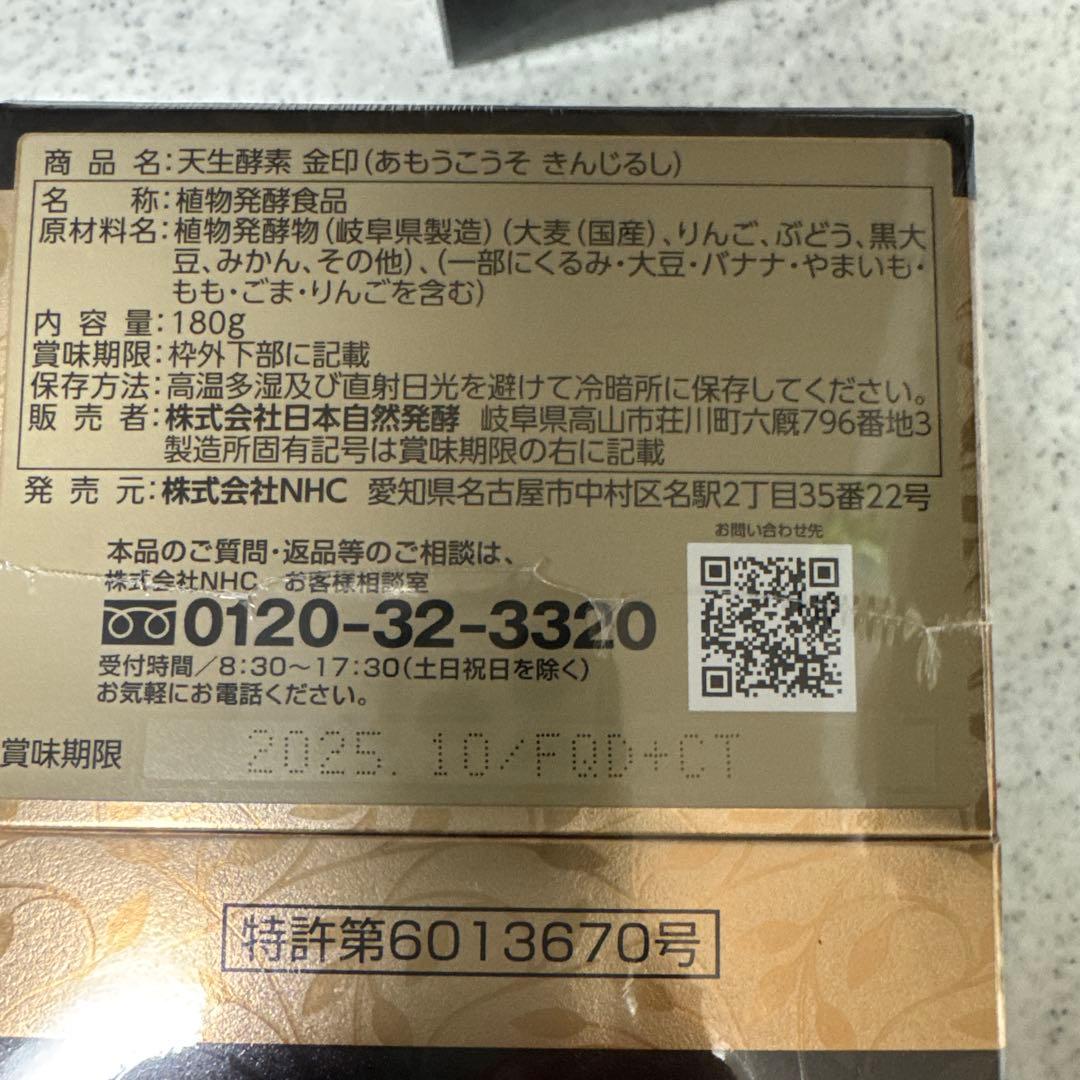 商品名:天生酵素 金印(あもうこうそ きんじるし)
名称:植物発酵食品
原材料名:植物発酵物(岐阜県製造)(大麦(国産)、りんご、ぶどう、黒大
豆、みかん、その他)、(一部にくるみ・大豆・バナナ・やまいも・
もも・ごま・りんごを含む)
内容量:180g
賞味期限:枠外下部に記載
保存方法:高温多湿及び直射日光を避けて冷暗所に保存してください。
販売者:株式会社日本自然発酵 岐阜県高山市荘川町六厩796番地3
製造所固有記号は賞味期限の右に記載
発売元:株式会社NHC 愛知県名古屋市中村区名駅2丁目35番22号
お問い合わせ先
本品のご質問・返品等のご相談は、
株式会社NHC お客様相談室
0120-32-3320
受付時間/8:30〜17:30(土日祝日を除く)
お気軽にお電話ください。
賞味期限 2025.10/FQD+CT
特許第6013670号